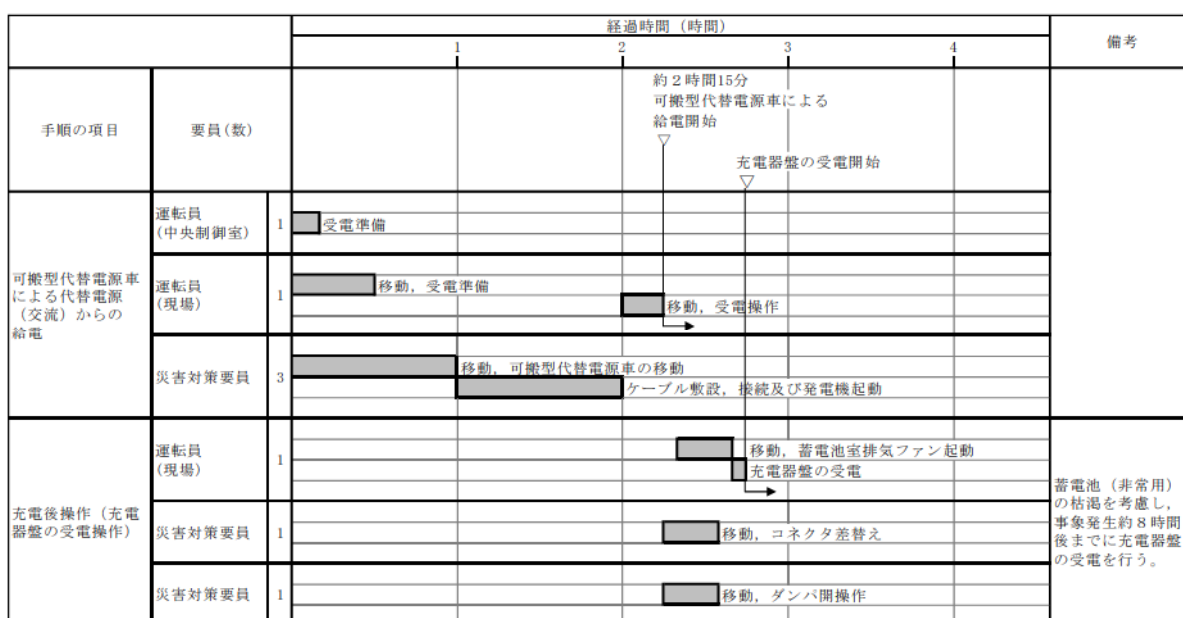 経過時間（時間）
備考
1
2
3
4
手順の項目
要員(数)
約２時間15分
可搬型代替電源車による
給電開始
充電器盤の受電開始
可搬型代替電源車
による代替電源
（交流）からの
給電
運転員
(中央制御室)
1
受電準備
運転員
(現場)
1
移動，受電準備
移動，受電操作
災害対策要員
3
移動，可搬型代替電源車の移動
ケーブル敷設，接続及び発電機起動
充電後操作（充電
器盤の受電操作）
運転員
(現場)
1
移動，蓄電池室排気ファン起動
充電器盤の受電
災害対策要員
1
移動，コネクタ差替え
災害対策要員
1
移動，ダンパ開操作
蓄電池（非常用）
の枯渇を考慮し，
事象発生約８時間
後までに充電器盤
の受電を行う。